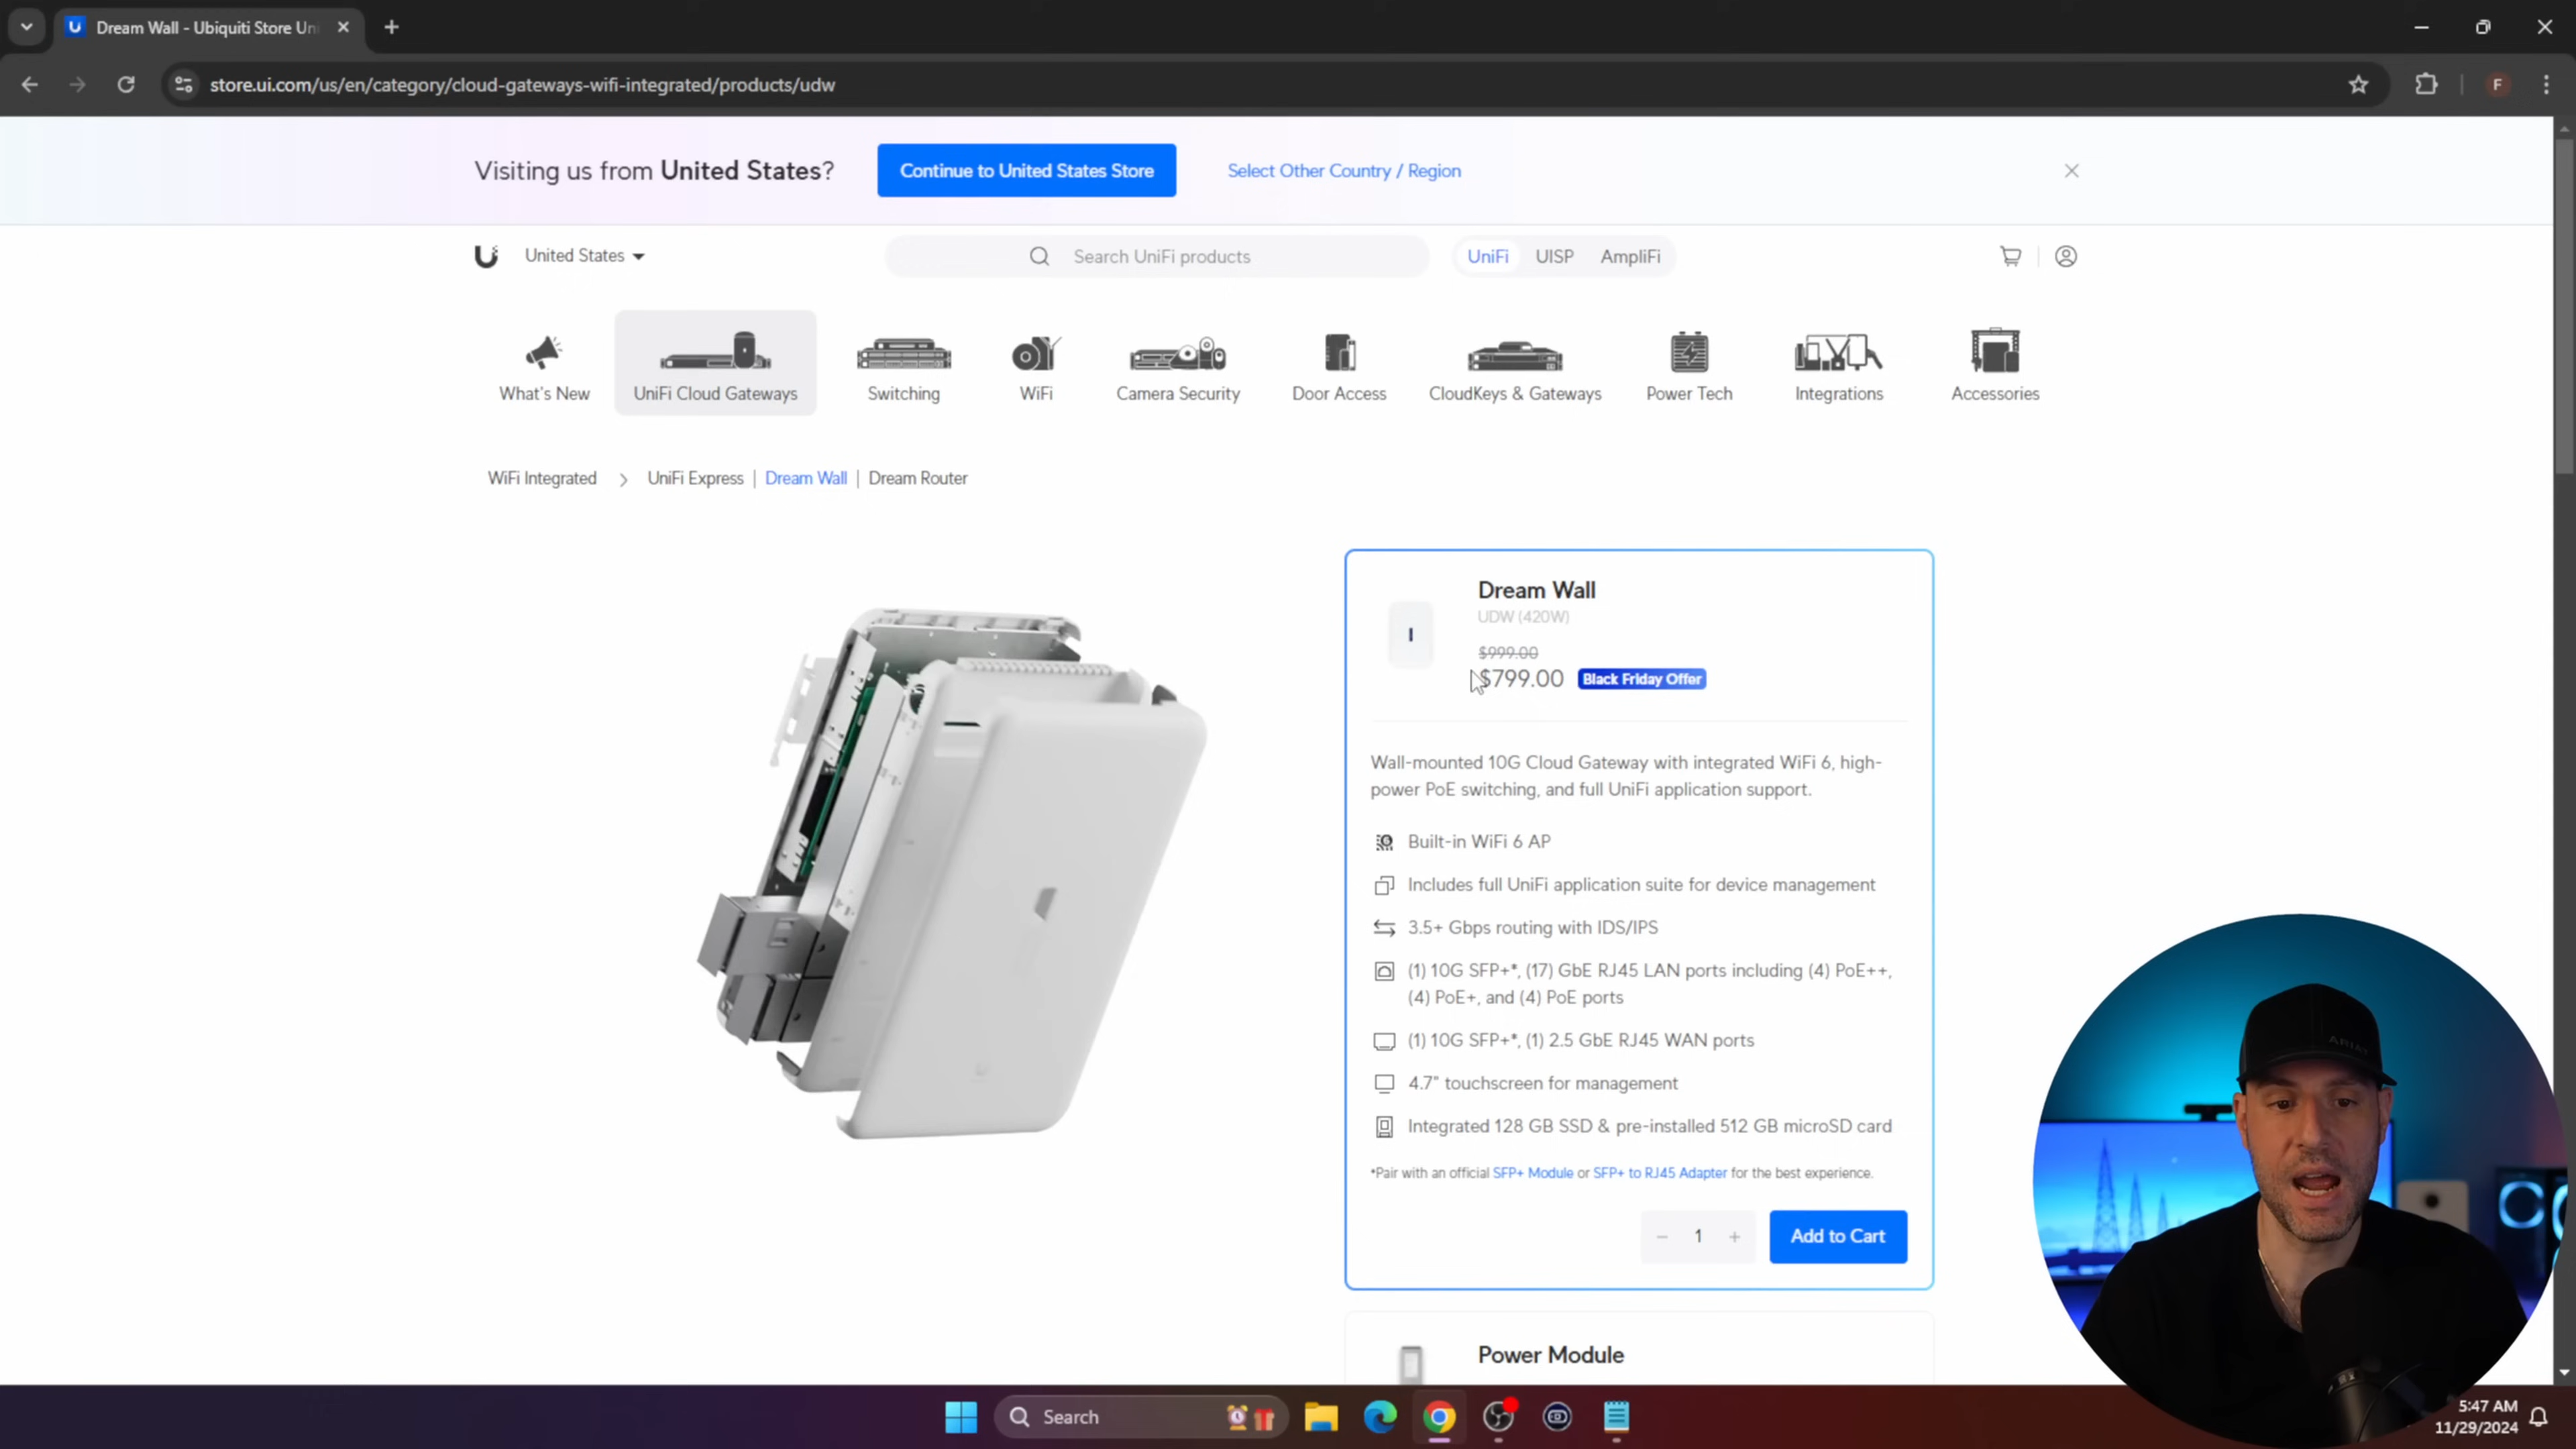 Dream Wall - Ubiquiti Store Un
store.ui.com/us/en/category/cloud-gateways-wifi-integrated/products/udw
F
Visiting us from United States?
Continue to United States Store
Select Other Country / Region
United States
Search UniFi products
UniFi
UISP
AmpliFi
What's New
UniFi Cloud Gateways
Switching
WiFi
Camera Security
Door Access
CloudKeys & Gateways
Power Tech
Integrations
Accessories
WiFi Integrated > UniFi Express | Dream Wall | Dream Router
Dream Wall
UDW (420W)
$999.00
$799.00 Black Friday Offer
Wall-mounted 10G Cloud Gateway with integrated WiFi 6, high-
power PoE switching, and full UniFi application support.
Built-in WiFi 6 AP
Includes full UniFi application suite for device management
3.5+ Gbps routing with IDS/IPS
(1) 10G SFP+*, (17) GbE RJ45 LAN ports including (4) PoE++,
(4) PoE+, and (4) PoE ports
(1) 10G SFP+*, (1) 2.5 GbE RJ45 WAN ports
4.7" touchscreen for management
Integrated 128 GB SSD & pre-installed 512 GB microSD card
*Pair with an official SFP+ Module or SFP+ to RJ45 Adapter for the best experience.
− 1 +
Add to Cart
Power Module
ARIAT
Search
5:47 AM
11/29/2024